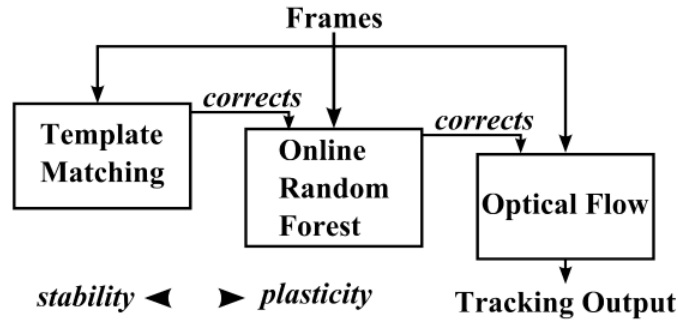 Frames
corrects
Template
Matching
Online
Random
Forest
corrects
Optical Flow
stability
plasticity
Tracking Output